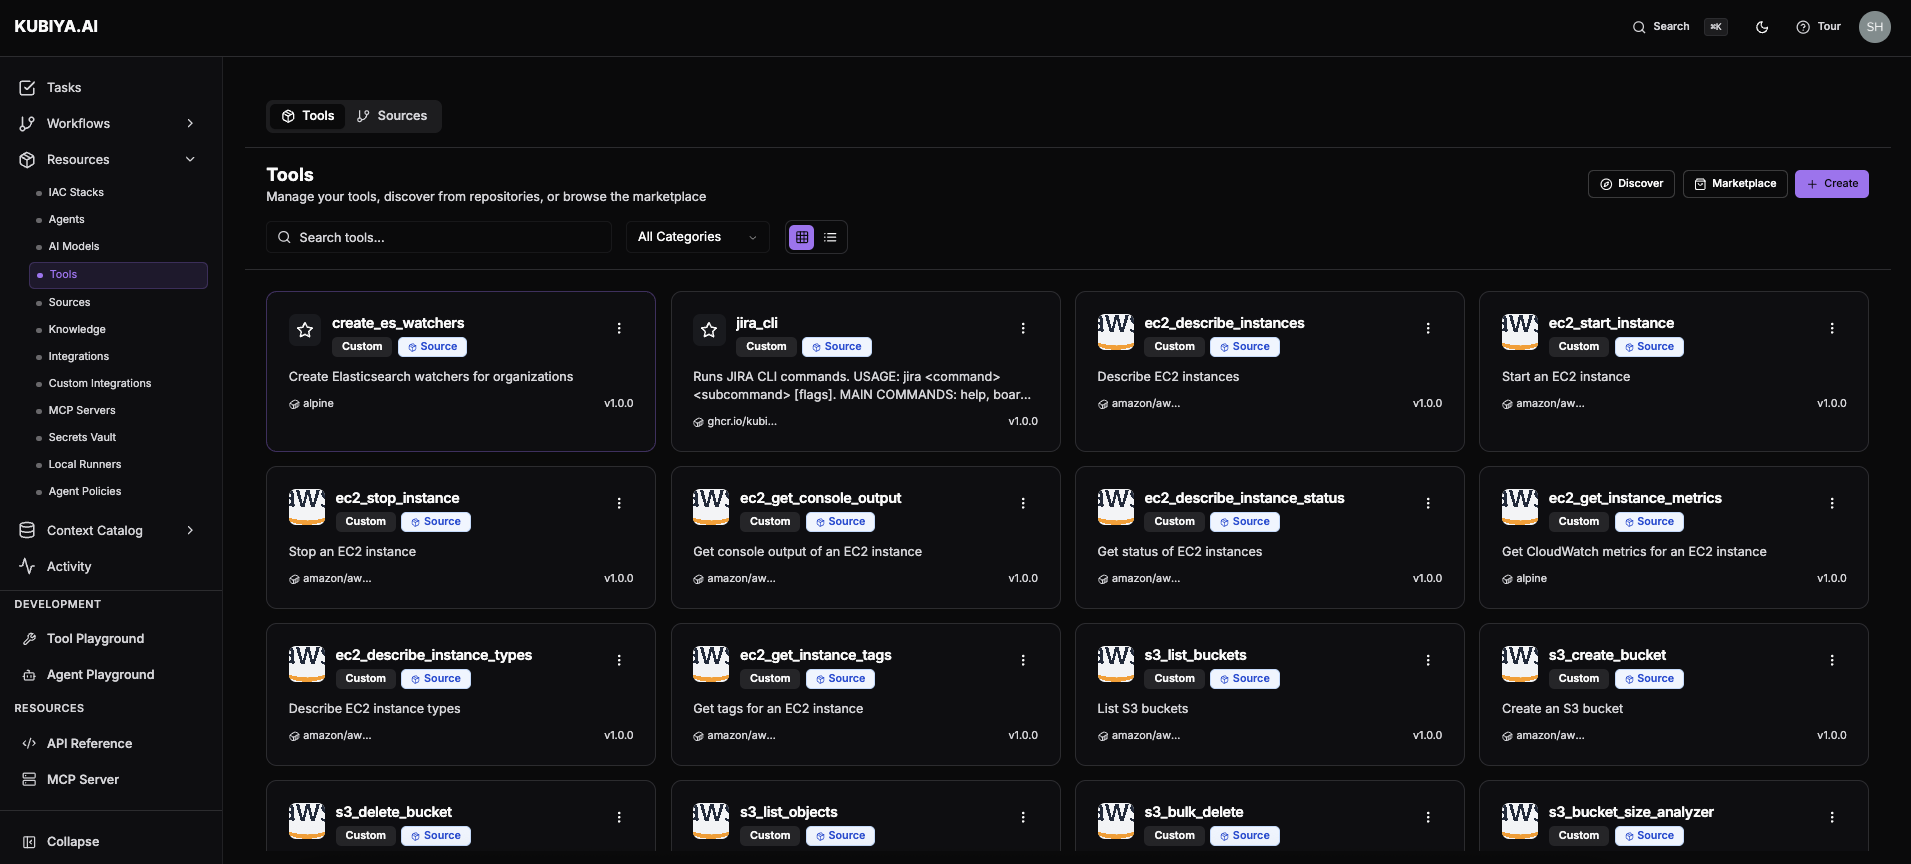 KUBIYA.AI
Search ⌘K Tour SH
Tasks
Workflows
Resources
IAC Stacks
Agents
AI Models
Tools
Sources
Knowledge
Integrations
Custom Integrations
MCP Servers
Secrets Vault
Local Runners
Agent Policies
Context Catalog
Activity
DEVELOPMENT
Tool Playground
Agent Playground
RESOURCES
API Reference
MCP Server
Collapse
Tools Sources
Tools
Manage your tools, discover from repositories, or browse the marketplace
Discover Marketplace Create
Search tools... All Categories
create_es_watchers
Custom Source
Create Elasticsearch watchers for organizations
alpine v1.0.0
jira_cli
Custom Source
Runs JIRA CLI commands. USAGE: jira <command>
<subcommand> [flags]. MAIN COMMANDS: help, boar...
ghcr.io/kubi... v1.0.0
ec2_describe_instances
Custom Source
Describe EC2 instances
amazon/aw... v1.0.0
ec2_start_instance
Custom Source
Start an EC2 instance
amazon/aw... v1.0.0
ec2_stop_instance
Custom Source
Stop an EC2 instance
amazon/aw... v1.0.0
ec2_get_console_output
Custom Source
Get console output of an EC2 instance
amazon/aw... v1.0.0
ec2_describe_instance_status
Custom Source
Get status of EC2 instances
amazon/aw... v1.0.0
ec2_get_instance_metrics
Custom Source
Get CloudWatch metrics for an EC2 instance
alpine v1.0.0
ec2_describe_instance_types
Custom Source
Describe EC2 instance types
amazon/aw... v1.0.0
ec2_get_instance_tags
Custom Source
Get tags for an EC2 instance
amazon/aw... v1.0.0
s3_list_buckets
Custom Source
List S3 buckets
amazon/aw... v1.0.0
s3_create_bucket
Custom Source
Create an S3 bucket
amazon/aw... v1.0.0
s3_delete_bucket
Custom Source
s3_list_objects
Custom Source
s3_bulk_delete
Custom Source
s3_bucket_size_analyzer
Custom Source